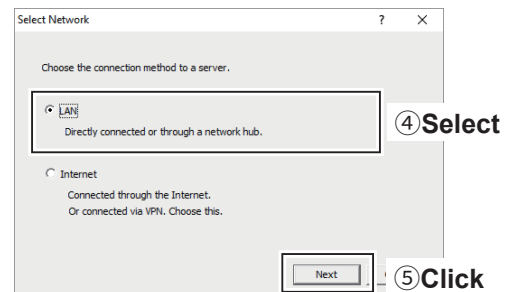 Select Network ? ×
Choose the connection method to a server.
LAN
Directly connected or through a network hub.
④Select
Internet
Connected through the Internet.
Or connected via VPN. Choose this.
Next
⑤Click